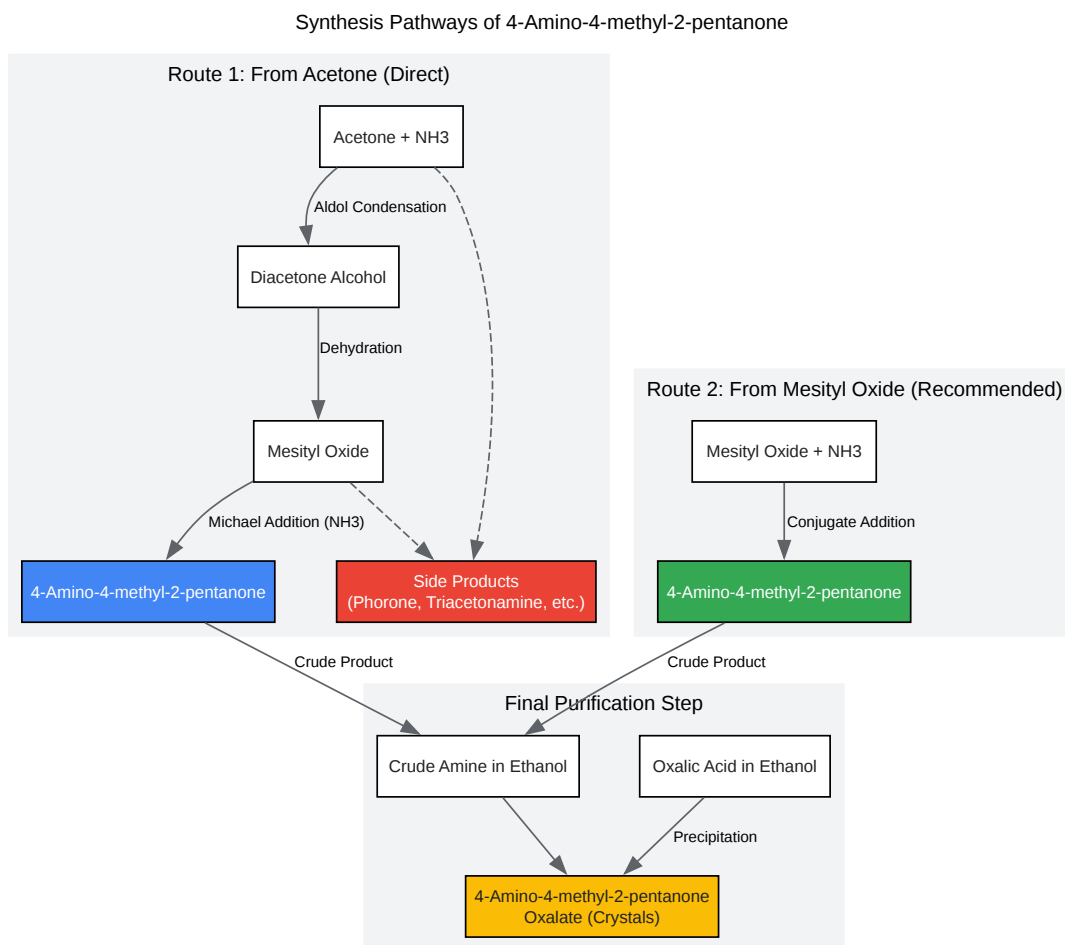 Synthesis Pathways of 4-Amino-4-methyl-2-pentanone
Route 1: From Acetone (Direct)
Acetone + NH3
Aldol Condensation
Diacetone Alcohol
Dehydration
Mesityl Oxide
Michael Addition (NH3)
4-Amino-4-methyl-2-pentanone
Side Products
(Phorone, Triacetonamine, etc.)
Route 2: From Mesityl Oxide (Recommended)
Mesityl Oxide + NH3
Conjugate Addition
4-Amino-4-methyl-2-pentanone
Crude Product
Crude Product
Final Purification Step
Crude Amine in Ethanol
Oxalic Acid in Ethanol
Precipitation
4-Amino-4-methyl-2-pentanone
Oxalate (Crystals)